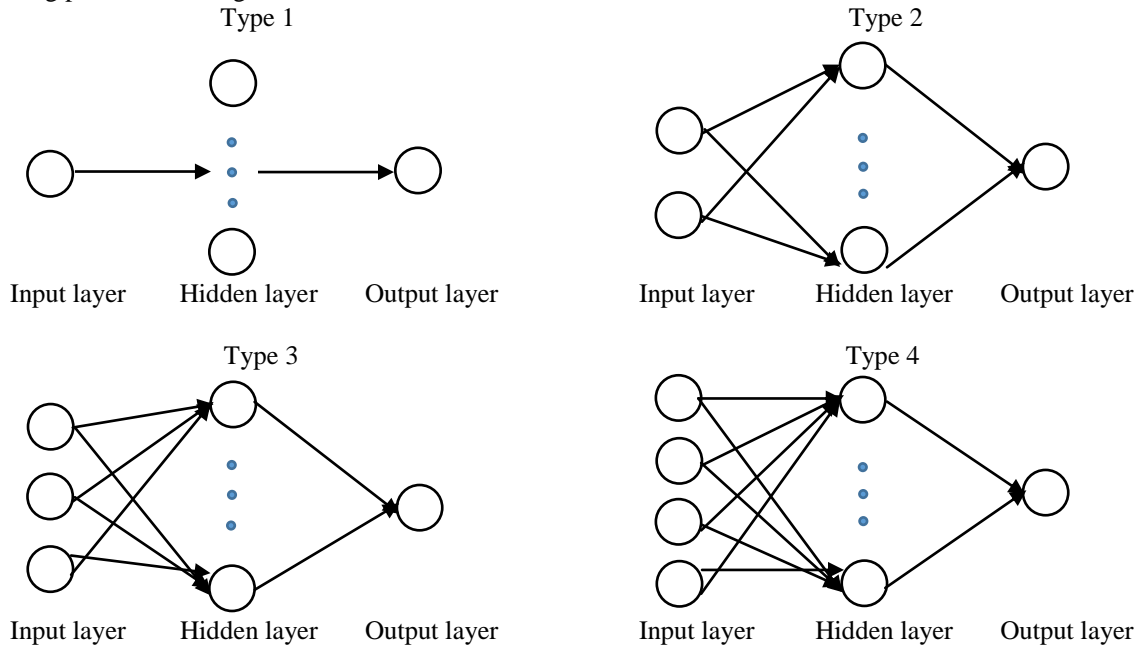 Type 1
Type 2
Input layer Hidden layer Output layer
Input layer Hidden layer Output layer
Type 3
Type 4
Input layer Hidden layer Output layer
Input layer Hidden layer Output layer